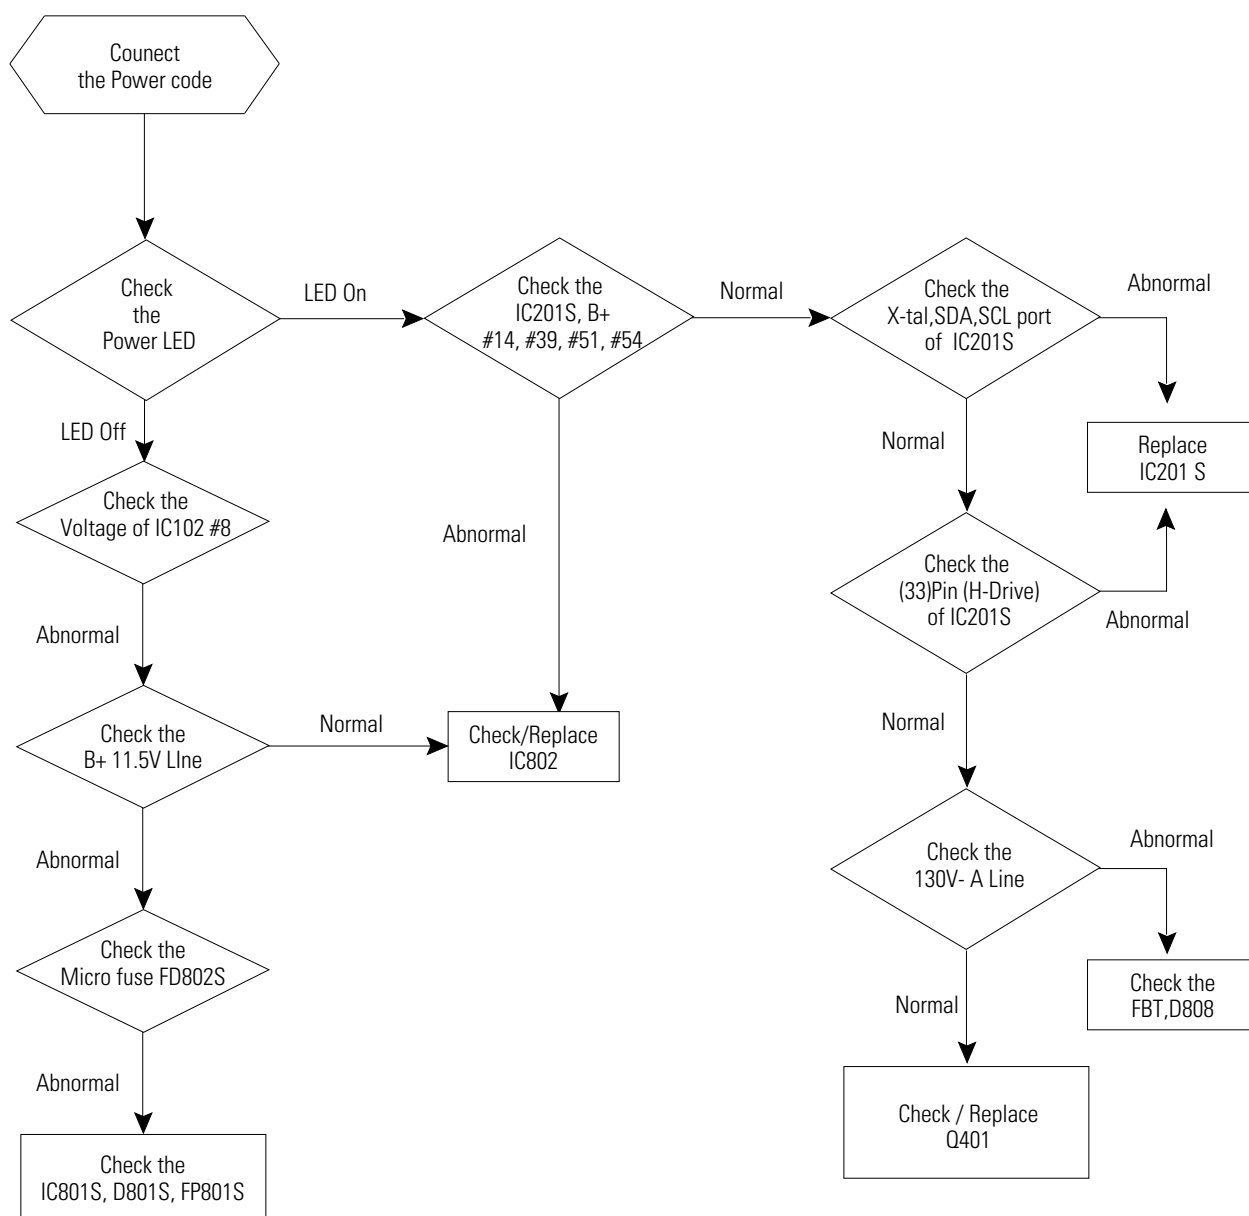 Counect
the Power code
Check
the
Power LED
LED On
Check the
IC201S, B+
#14, #39, #51, #54
Normal
Check the
X-tal,SDA,SCL port
of IC201S
Abnormal
Replace
IC201 S
LED Off
Check the
Voltage of IC102 #8
Abnormal
Normal
Check the
(33)Pin (H-Drive)
of IC201S
Abnormal
Abnormal
Check the
B+ 11.5V LIne
Normal
Check/Replace
IC802
Normal
Check the
130V- A Line
Abnormal
Check the
FBT,D808
Abnormal
Check the
Micro fuse FD802S
Normal
Check / Replace
Q401
Abnormal
Check the
IC801S, D801S, FP801S